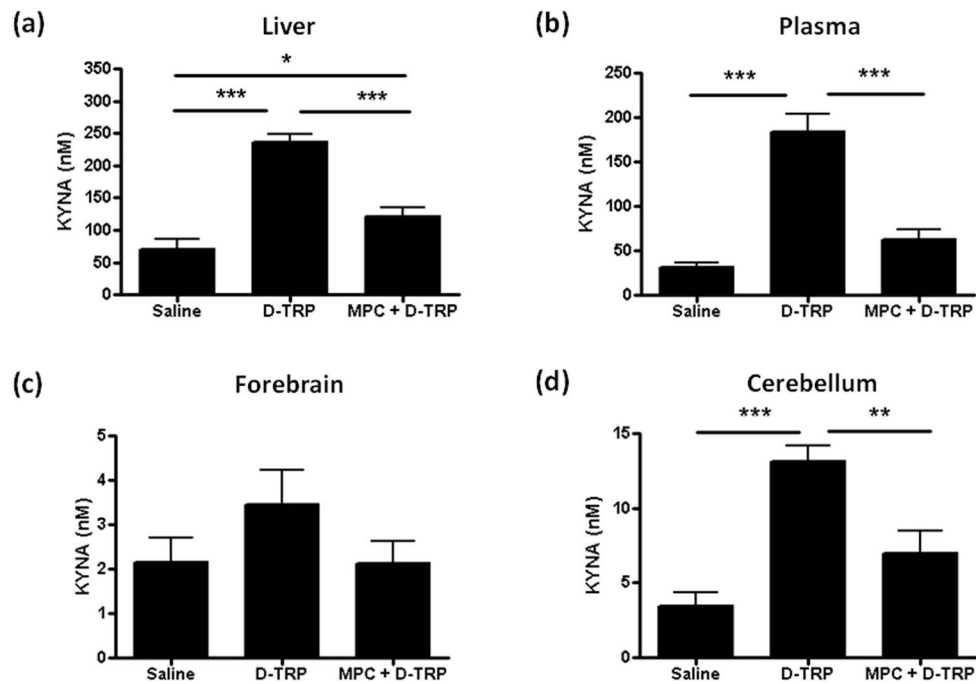 (a)
Liver
KYNA (nM)
350
300
250
200
150
100
50
0
*
***
***
Saline
D-TRP
MPC + D-TRP
(b)
Plasma
KYNA (nM)
250
200
150
100
50
0
***
***
Saline
D-TRP
MPC + D-TRP
(c)
Forebrain
KYNA (nM)
5
4
3
2
1
0
Saline
D-TRP
MPC + D-TRP
(d)
Cerebellum
KYNA (nM)
15
10
5
0
***
**
Saline
D-TRP
MPC + D-TRP